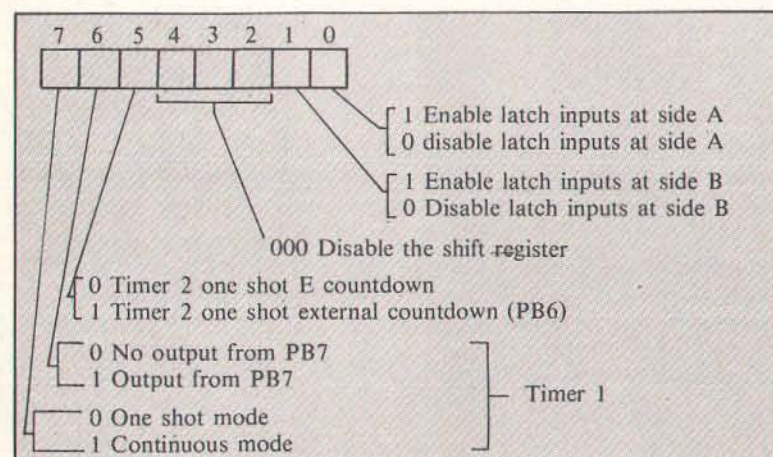 7 6 5 4 3 2 1 0
1 Enable latch inputs at side A
0 disable latch inputs at side A
1 Enable latch inputs at side B
0 Disable latch inputs at side B
000 Disable the shift register
0 Timer 2 one shot E countdown
1 Timer 2 one shot external countdown (PB6)
0 No output from PB7
1 Output from PB7
Timer 1
0 One shot mode
1 Continuous mode